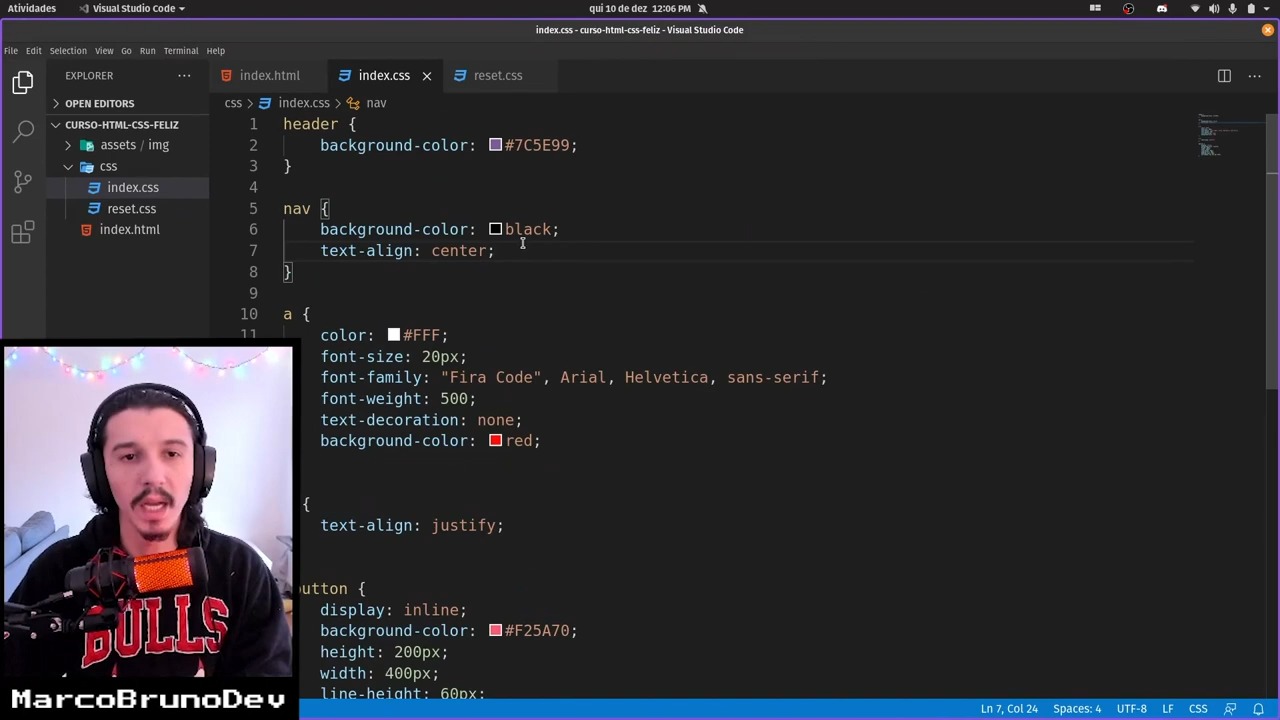 Atividades
Visual Studio Code
qui 10 de dez 12:06 PM
index.css - curso-html-css-feliz - Visual Studio Code
File Edit Selection View Go Run Terminal Help
EXPLORER
index.html
index.css
reset.css
OPEN EDITORS
CURSO-HTML-CSS-FELIZ
assets / img
css
index.css
reset.css
index.html
css > index.css > nav
1 header {
2 background-color: #7C5E99;
3 }
4
5 nav {
6 background-color: black;
7 text-align: center;
8 }
9
10 a {
11 color: #FFF;
font-size: 20px;
font-family: "Fira Code", Arial, Helvetica, sans-serif;
font-weight: 500;
text-decoration: none;
background-color: red;
{
text-align: justify;
button {
display: inline;
background-color: #F25A70;
height: 200px;
width: 400px;
line-height: 60px;
BULLS
MarcoBrunoDev
Ln 7, Col 24 Spaces: 4 UTF-8 LF CSS